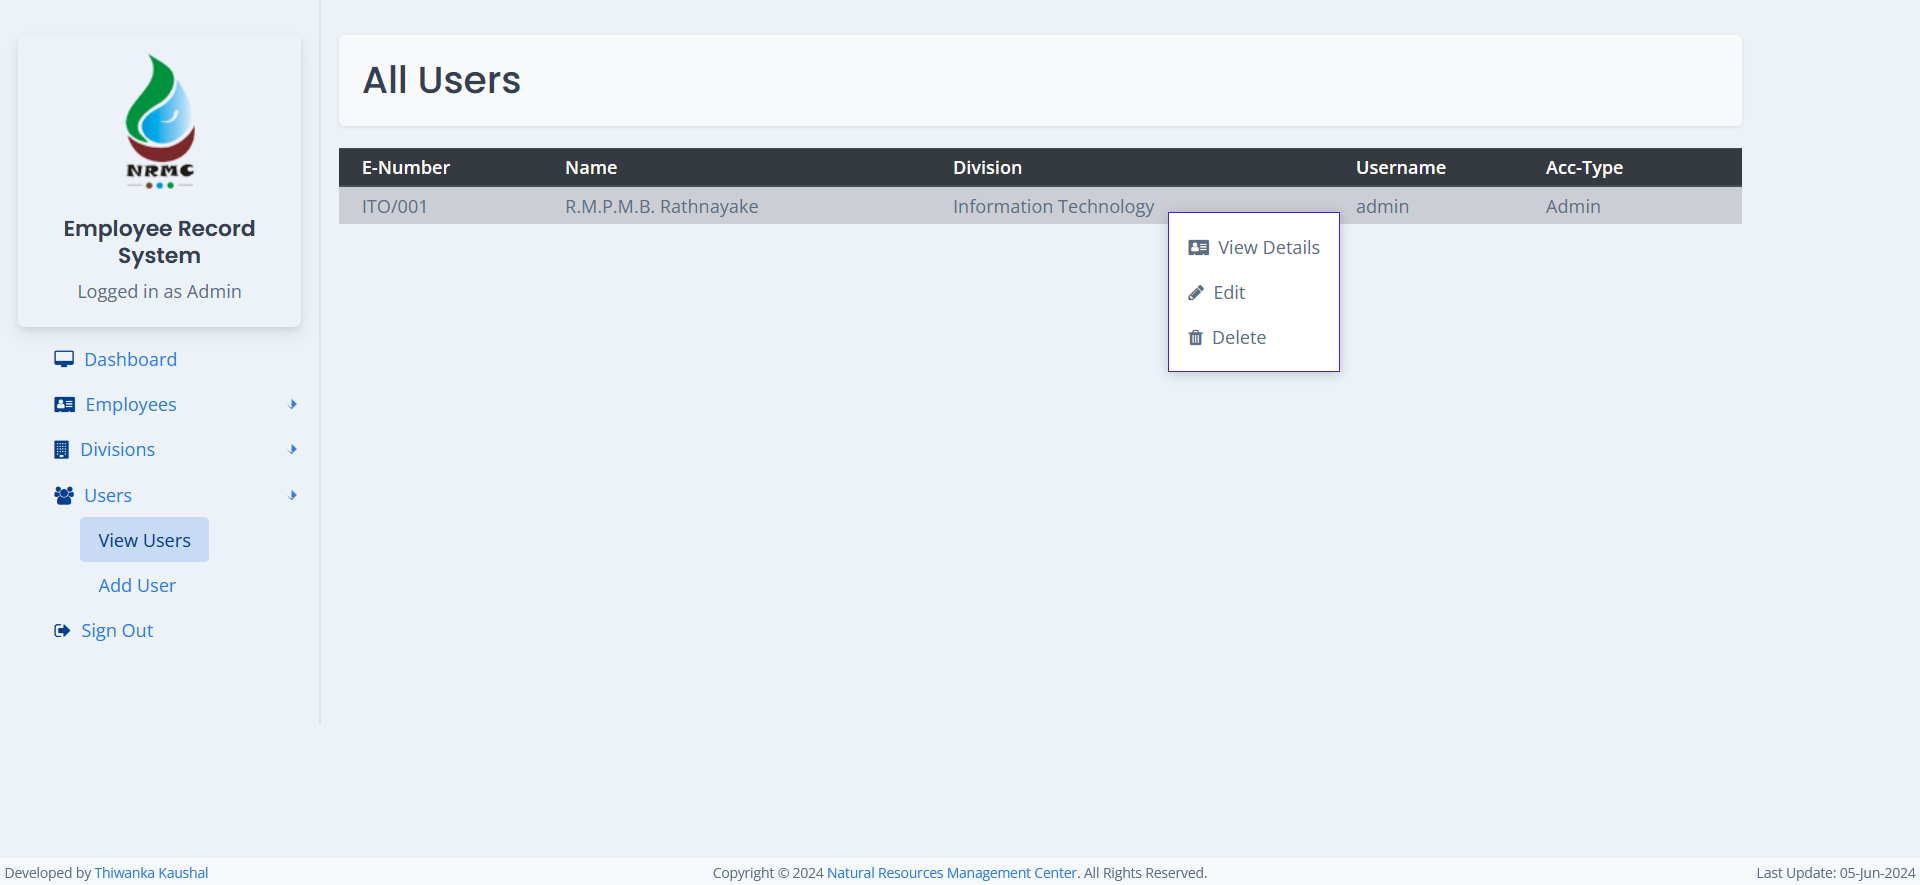 NRMC
Employee Record
System
Logged in as Admin
Dashboard
Employees
Divisions
Users
View Users
Add User
Sign Out
All Users
E-Number Name Division Username Acc-Type
ITO/001 R.M.P.M.B. Rathnayake Information Technology admin Admin
View Details
Edit
Delete
Developed by Thiwanka Kaushal
Copyright © 2024 Natural Resources Management Center. All Rights Reserved.
Last Update: 05-Jun-2024